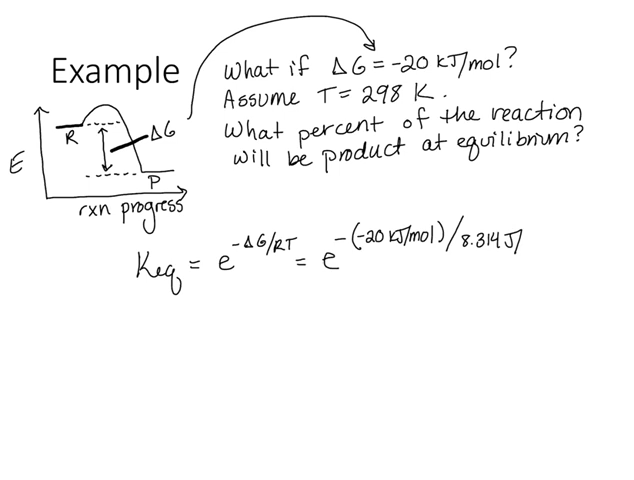 Example
What if ΔG = -20 kJ/mol?
Assume T = 298 K.
What percent of the reaction
will be product at equilibrium?
R
ΔG
E
P
rxn progress
Keq = e^-ΔG/RT = e^-(-20 kJ/mol)/8.314 J/